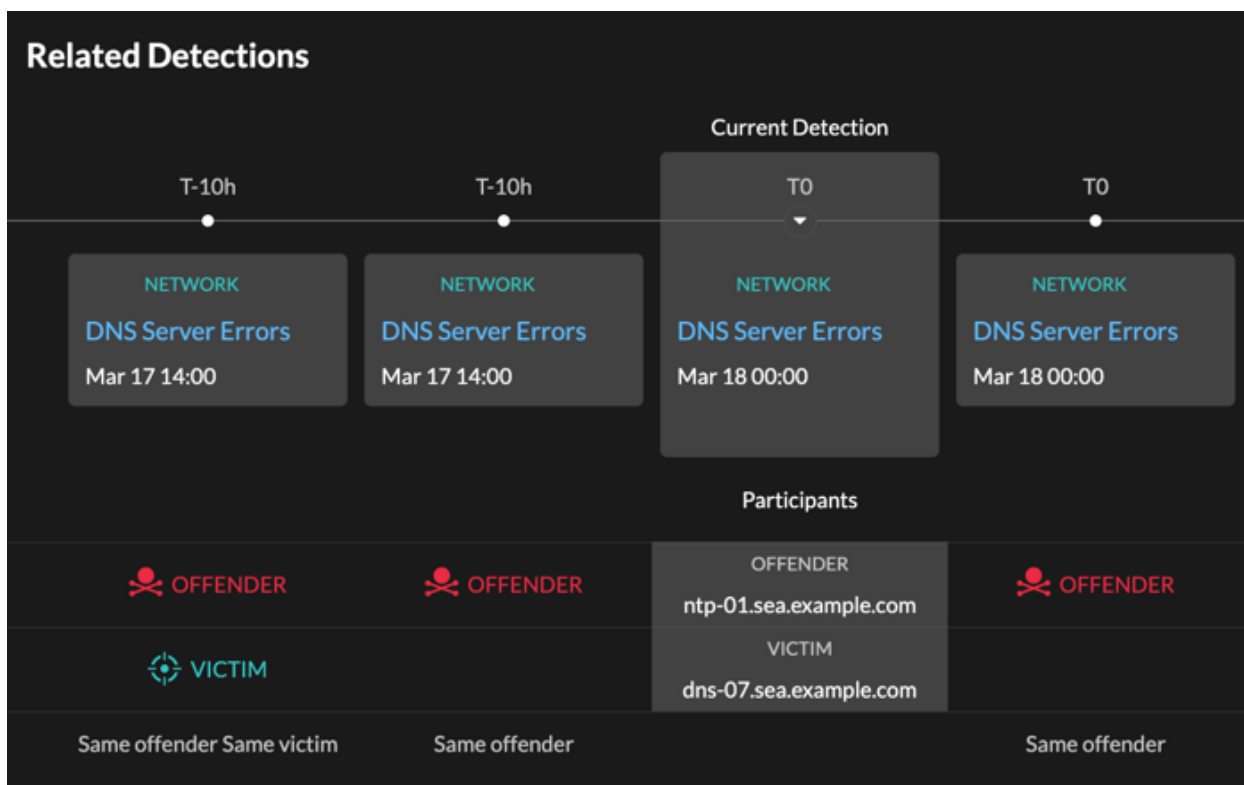 Related Detections
Current Detection
T-10h
T-10h
T0
T0
NETWORK
NETWORK
NETWORK
NETWORK
DNS Server Errors
DNS Server Errors
DNS Server Errors
DNS Server Errors
Mar 17 14:00
Mar 17 14:00
Mar 18 00:00
Mar 18 00:00
Participants
OFFENDER
OFFENDER
OFFENDER
ntp-01.sea.example.com
OFFENDER
VICTIM
VICTIM
dns-07.sea.example.com
Same offender Same victim
Same offender
Same offender